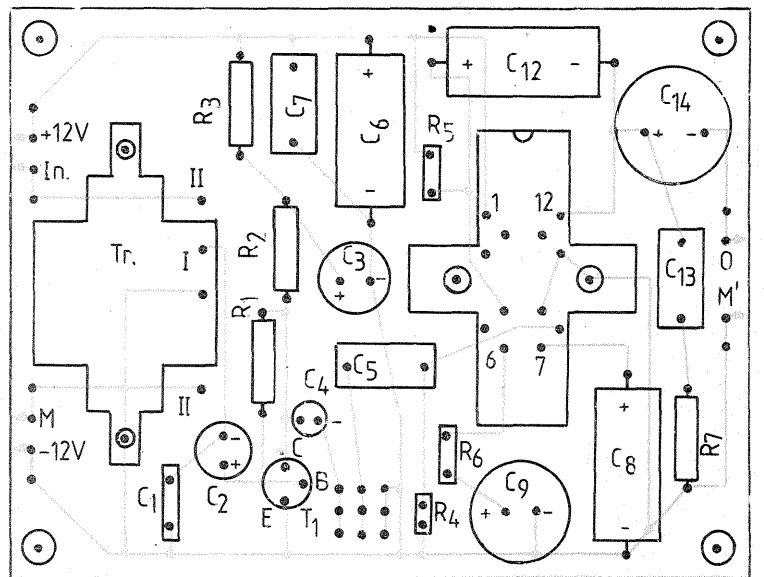 + C12 -
C14
+ -
R3
C7
+
C6
-
R5
+12V
In.
II
1 12
Tr.
I
R2
C3
+ -
C13
O
M'
R1
C5
6 7
C4
-
M
-12V
II
-
+
C2
C1
C
B
E
T1
R6
R4
+ C9 -
+
C8
-
R7